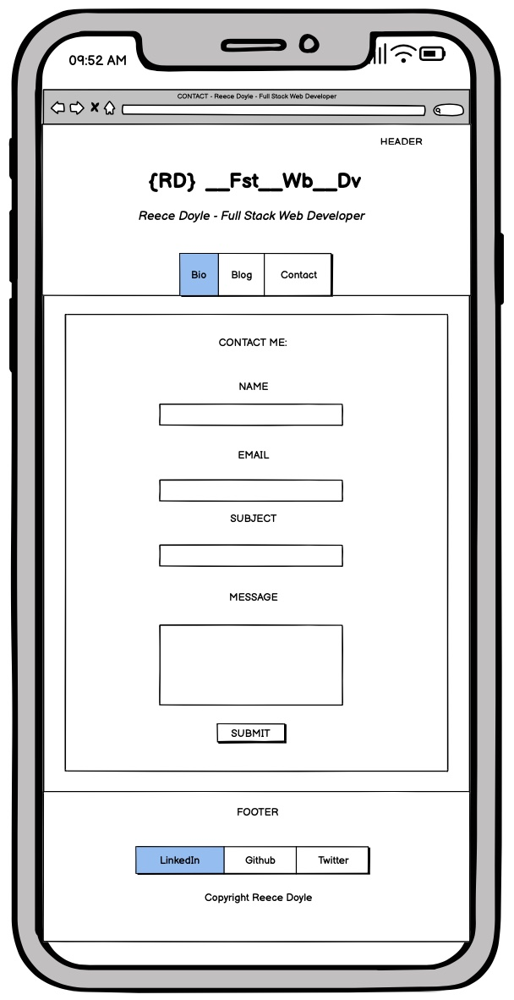 09:52 AM
CONTACT - Reece Doyle - Full Stack Web Developer
HEADER
{RD} __Fst__Wb__Dv
Reece Doyle - Full Stack Web Developer
Bio Blog Contact
CONTACT ME:
NAME
EMAIL
SUBJECT
MESSAGE
SUBMIT
FOOTER
LinkedIn Github Twitter
Copyright Reece Doyle